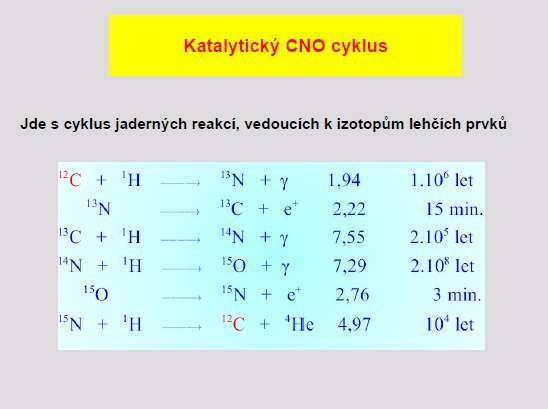 Katalytický CNO cyklus
Jde s cyklus jaderných reakcí, vedoucích k izotopům lehčích prvků
¹²C + ¹H ⟶ ¹³N + γ 1,94 1.10⁶ let
¹³N ⟶ ¹³C + e⁺ 2,22 15 min.
¹³C + ¹H ⟶ ¹⁴N + γ 7,55 2.10⁵ let
¹⁴N + ¹H ⟶ ¹⁵O + γ 7,29 2.10⁸ let
¹⁵O ⟶ ¹⁵N + e⁺ 2,76 3 min.
¹⁵N + ¹H ⟶ ¹²C + ⁴He 4,97 10⁴ let